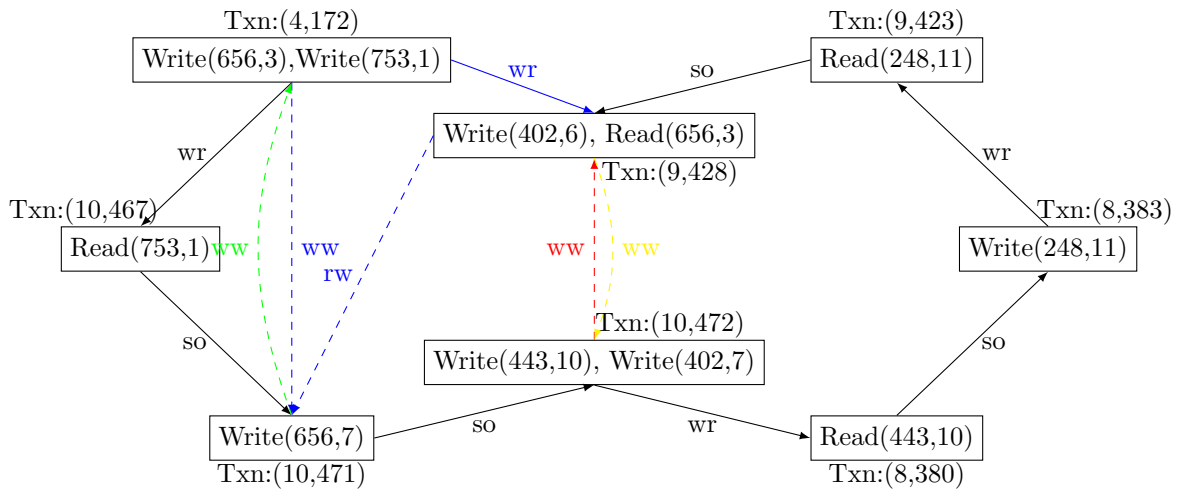 Txn:(4,172)
Write(656,3),Write(753,1)
Txn:(9,423)
Read(248,11)
wr
so
Write(402,6), Read(656,3)
Txn:(9,428)
wr
wr
Txn:(10,467)
Read(753,1)
ww
ww
rw
ww
ww
Txn:(8,383)
Write(248,11)
Txn:(10,472)
Write(443,10), Write(402,7)
so
so
Write(656,7)
Txn:(10,471)
so
wr
Read(443,10)
Txn:(8,380)